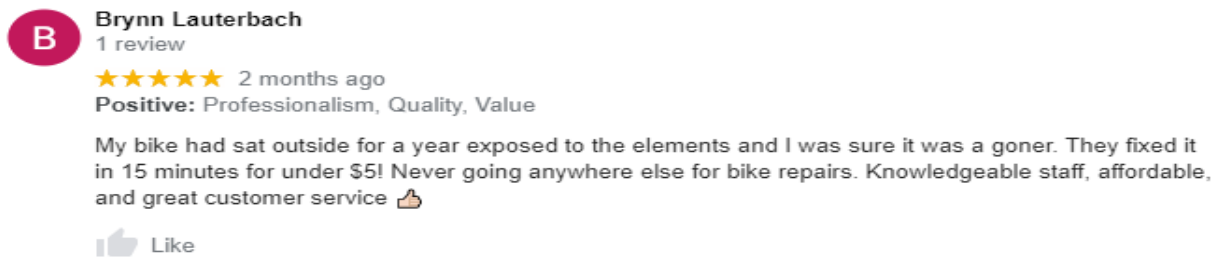 B
Brynn Lauterbach
1 review
★★★★★ 2 months ago
Positive: Professionalism, Quality, Value
My bike had sat outside for a year exposed to the elements and I was sure it was a goner. They fixed it
in 15 minutes for under $5! Never going anywhere else for bike repairs. Knowledgeable staff, affordable,
and great customer service 👍🏻
Like